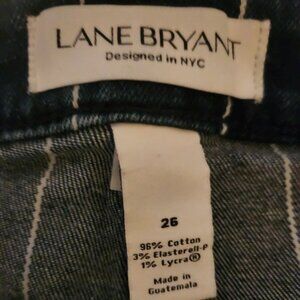 LANE BRYANT
Designed in NYC
26
96% Cotton
3% Elasterell-P
1% Lycra®
Made in
Guatemala